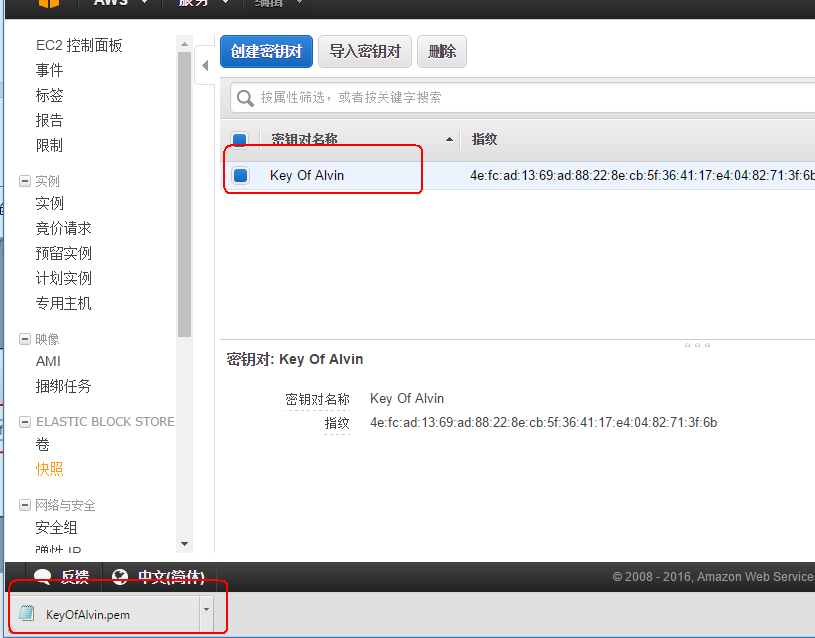 AWS 服务 编辑
EC2 控制面板
事件
标签
报告
限制
实例
实例
竞价请求
预留实例
计划实例
专用主机
映像
AMI
捆绑任务
ELASTIC BLOCK STORE
卷
快照
网络与安全
安全组
弹性 IP
创建密钥对 导入密钥对 删除
按属性筛选，或者按关键字搜索
密钥对名称 指纹
Key Of Alvin 4e:fc:ad:13:69:ad:88:22:8e:cb:5f:36:41:17:e4:04:82:71:3f:6b
密钥对: Key Of Alvin
密钥对名称 Key Of Alvin
指纹 4e:fc:ad:13:69:ad:88:22:8e:cb:5f:36:41:17:e4:04:82:71:3f:6b
反馈 中文(简体) © 2008 - 2016, Amazon Web Service
KeyOfAlvin.pem